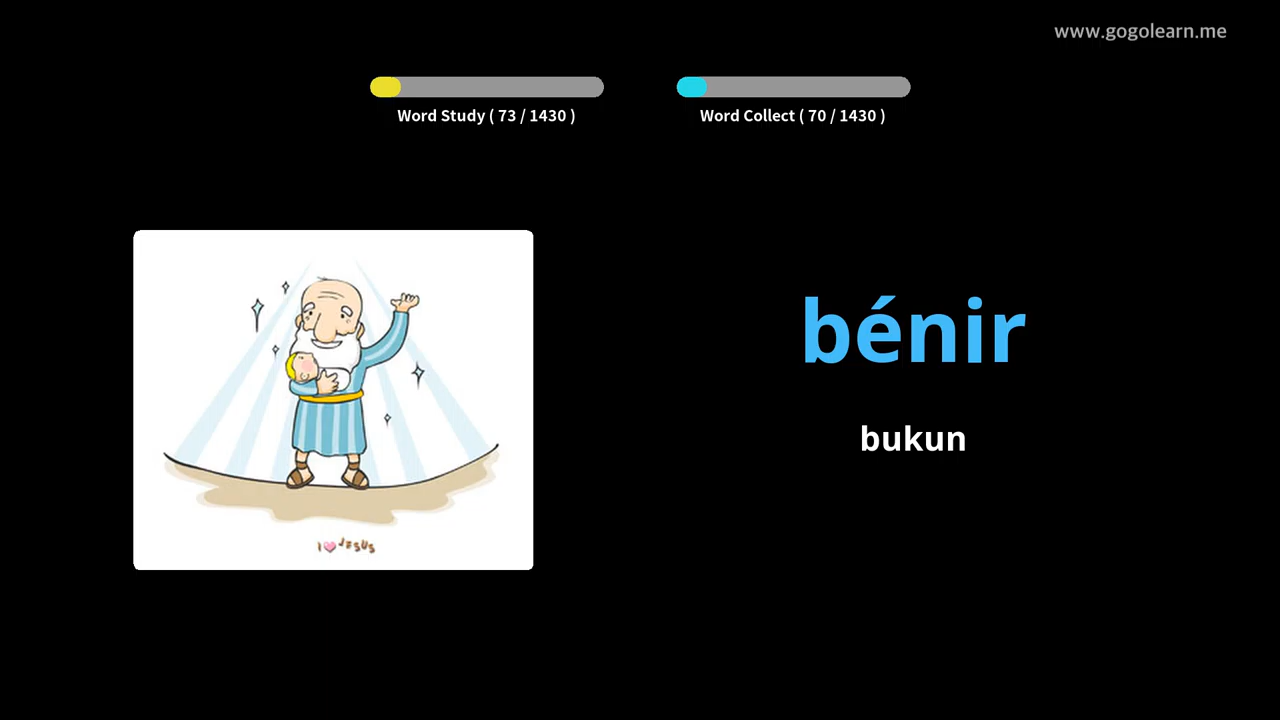 www.gogolearn.me
Word Study ( 73 / 1430 )
Word Collect ( 70 / 1430 )
bénir
bukun
I JESUS